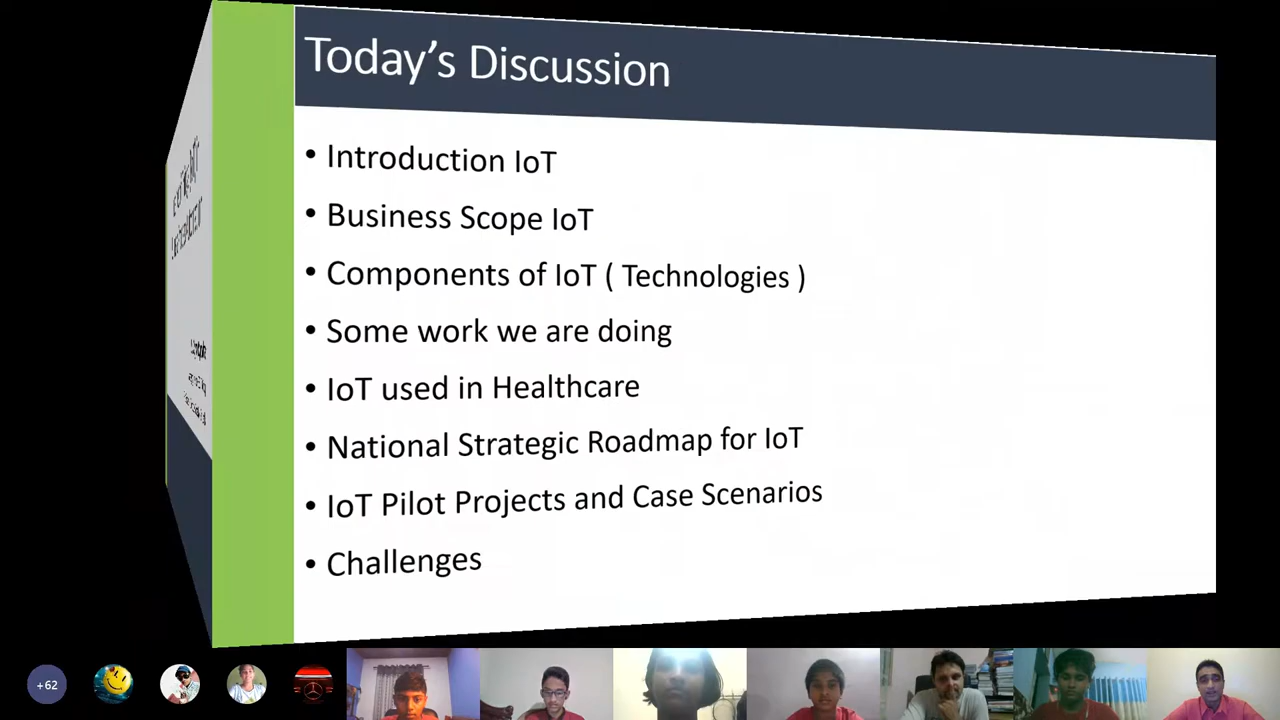 Today's Discussion
• Introduction IoT
• Business Scope IoT
• Components of IoT ( Technologies )
• Some work we are doing
• IoT used in Healthcare
• National Strategic Roadmap for IoT
• IoT Pilot Projects and Case Scenarios
• Challenges
+62